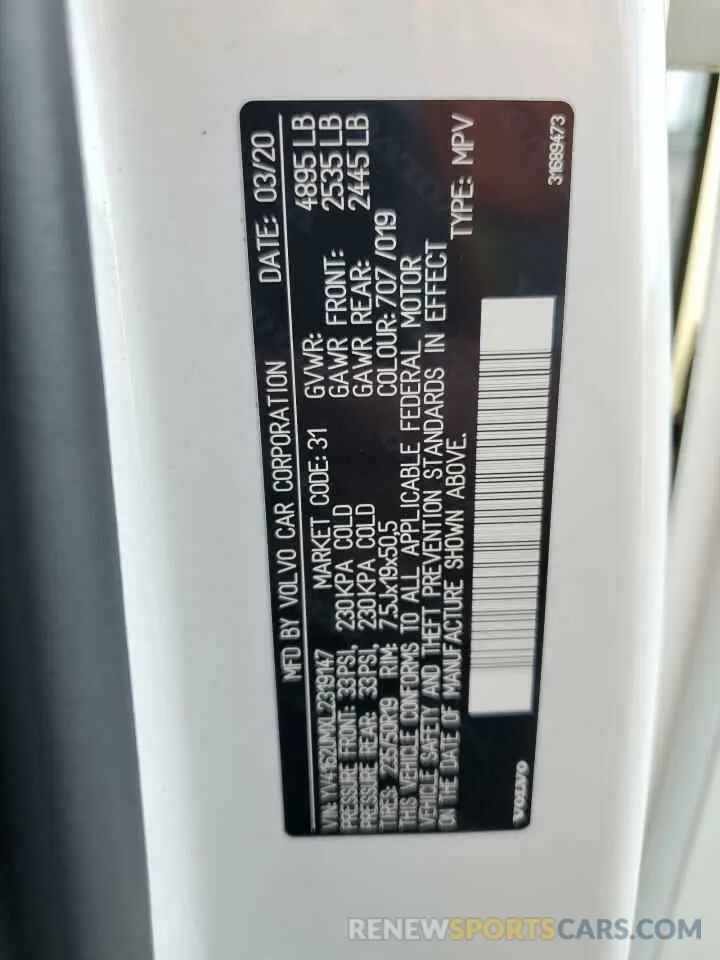 MFD BY VOLVO CAR CORPORATION DATE: 03/20
VIN: YV4162UMXL2319147 MARKET CODE: 31 GVWR: 4895 LB
PRESSURE FRONT: 33PSI, 230KPA COLD GAWR FRONT: 2535 LB
PRESSURE REAR: 33PSI, 230KPA COLD GAWR REAR: 2445 LB
TIRES: 235/50R19 RIM: 7.5Jx19x50,5 COLOUR: 707 /019
THIS VEHICLE CONFORMS TO ALL APPLICABLE FEDERAL MOTOR
VEHICLE SAFETY AND THEFT PREVENTION STANDARDS IN EFFECT
ON THE DATE OF MANUFACTURE SHOWN ABOVE. TYPE: MPV
VOLVO
31689473
RENEWSPORTSCARS.COM